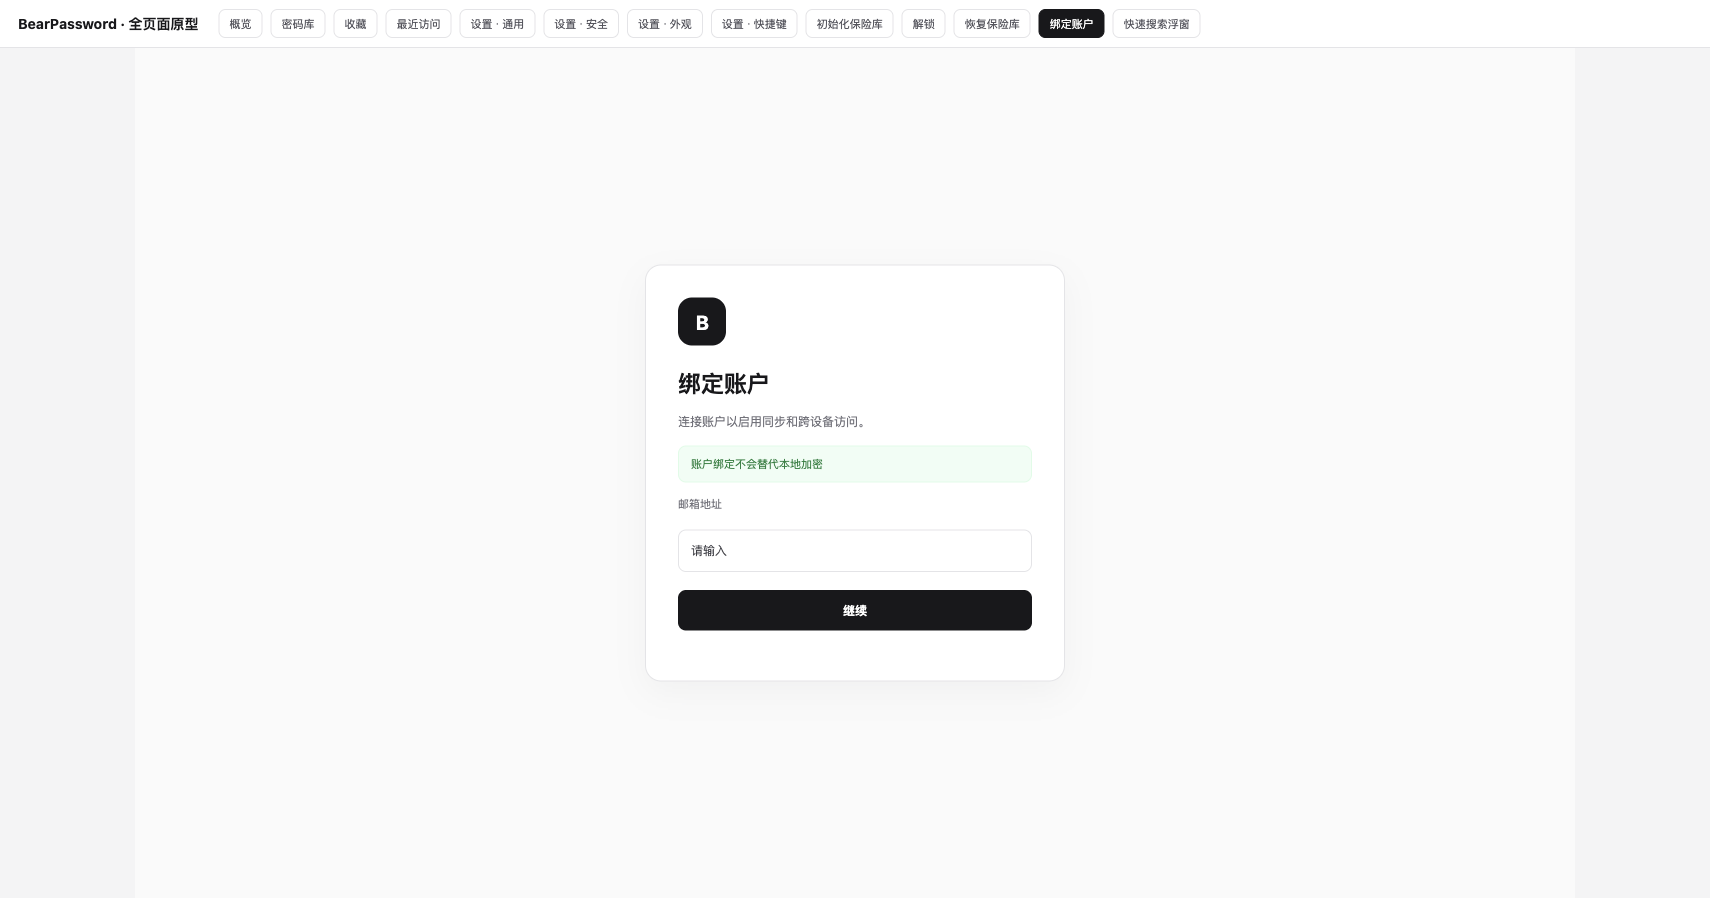 BearPassword · 全页面原型
概览
密码库
收藏
最近访问
设置 · 通用
设置 · 安全
设置 · 外观
设置 · 快捷键
初始化保险库
解锁
恢复保险库
绑定账户
快速搜索浮窗
B
绑定账户
连接账户以启用同步和跨设备访问。
账户绑定不会替代本地加密
邮箱地址
请输入
继续